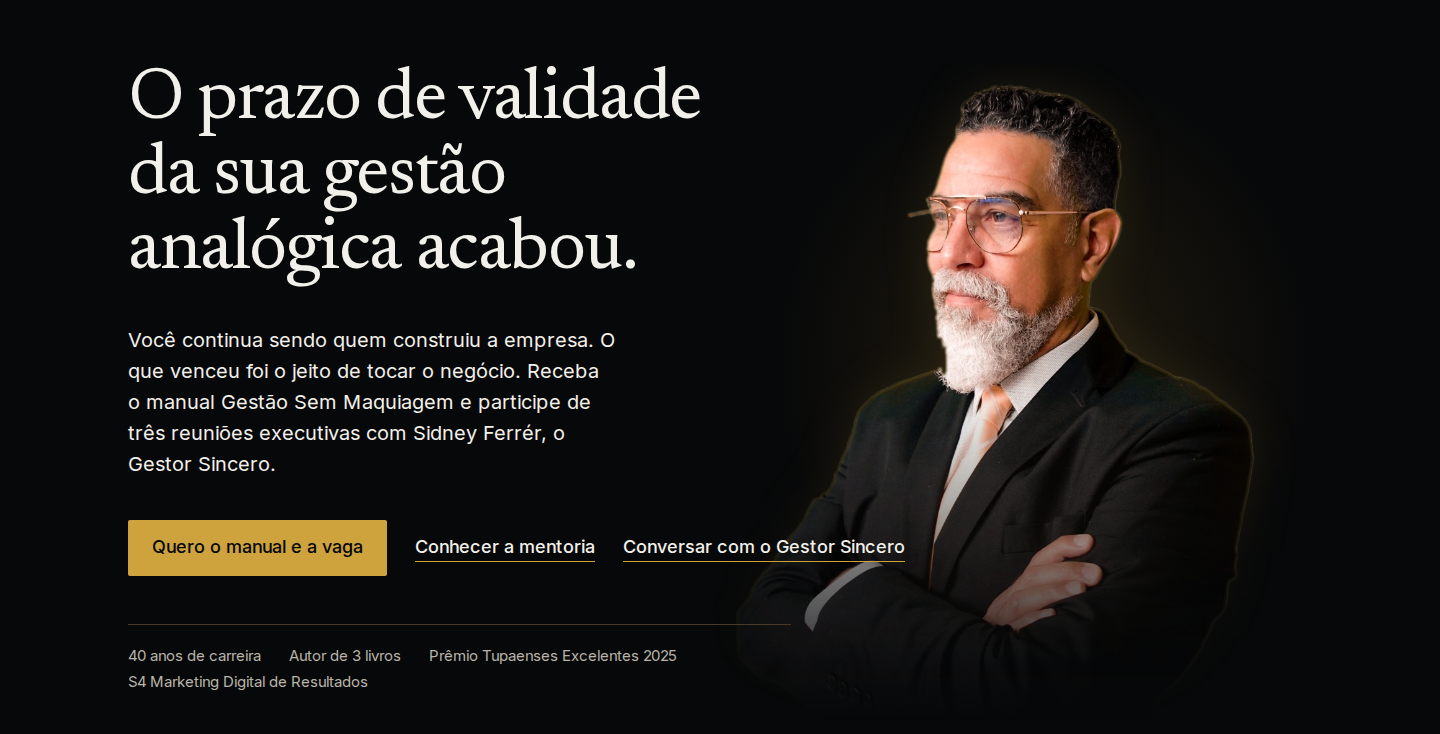 O prazo de validade
da sua gestão
analógica acabou.
Você continua sendo quem construiu a empresa. O
que venceu foi o jeito de tocar o negócio. Receba
o manual Gestão Sem Maquiagem e participe de
três reuniões executivas com Sidney Ferrér, o
Gestor Sincero.
Quero o manual e a vaga Conhecer a mentoria Conversar com o Gestor Sincero
40 anos de carreira Autor de 3 livros Prêmio Tupaenses Excelentes 2025
S4 Marketing Digital de Resultados